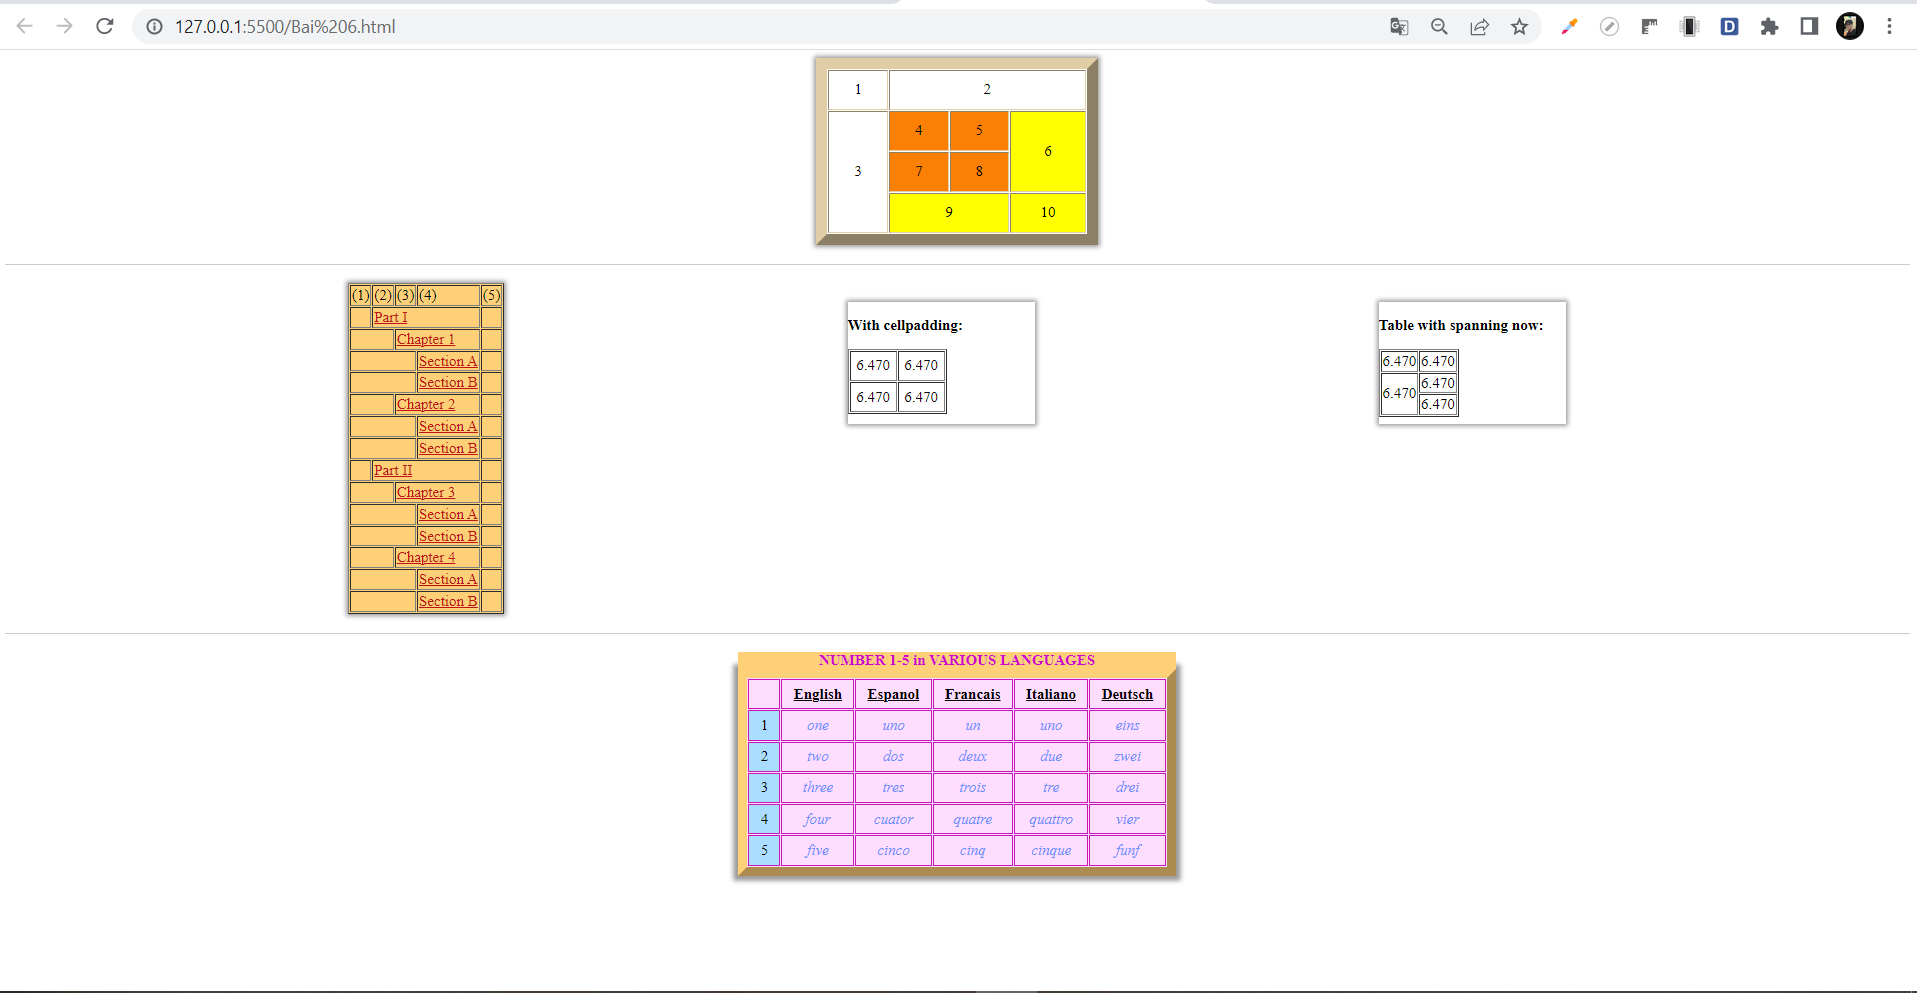 127.0.0.1:5500/Bai%206.html
1 2
4 5
6
3 7 8
9 10
(1) (2) (3) (4) (5)
Part I
Chapter 1
Section A
Section B
Chapter 2
Section A
Section B
Part II
Chapter 3
Section A
Section B
Chapter 4
Section A
Section B
With cellpadding:
6.470 6.470
6.470 6.470
Table with spanning now:
6.470 6.470
6.470 6.470
6.470
NUMBER 1-5 in VARIOUS LANGUAGES
English Espanol Francais Italiano Deutsch
1 one uno un uno eins
2 two dos deux due zwei
3 three tres trois tre drei
4 four cuator quatre quattro vier
5 five cinco cinq cinque funf